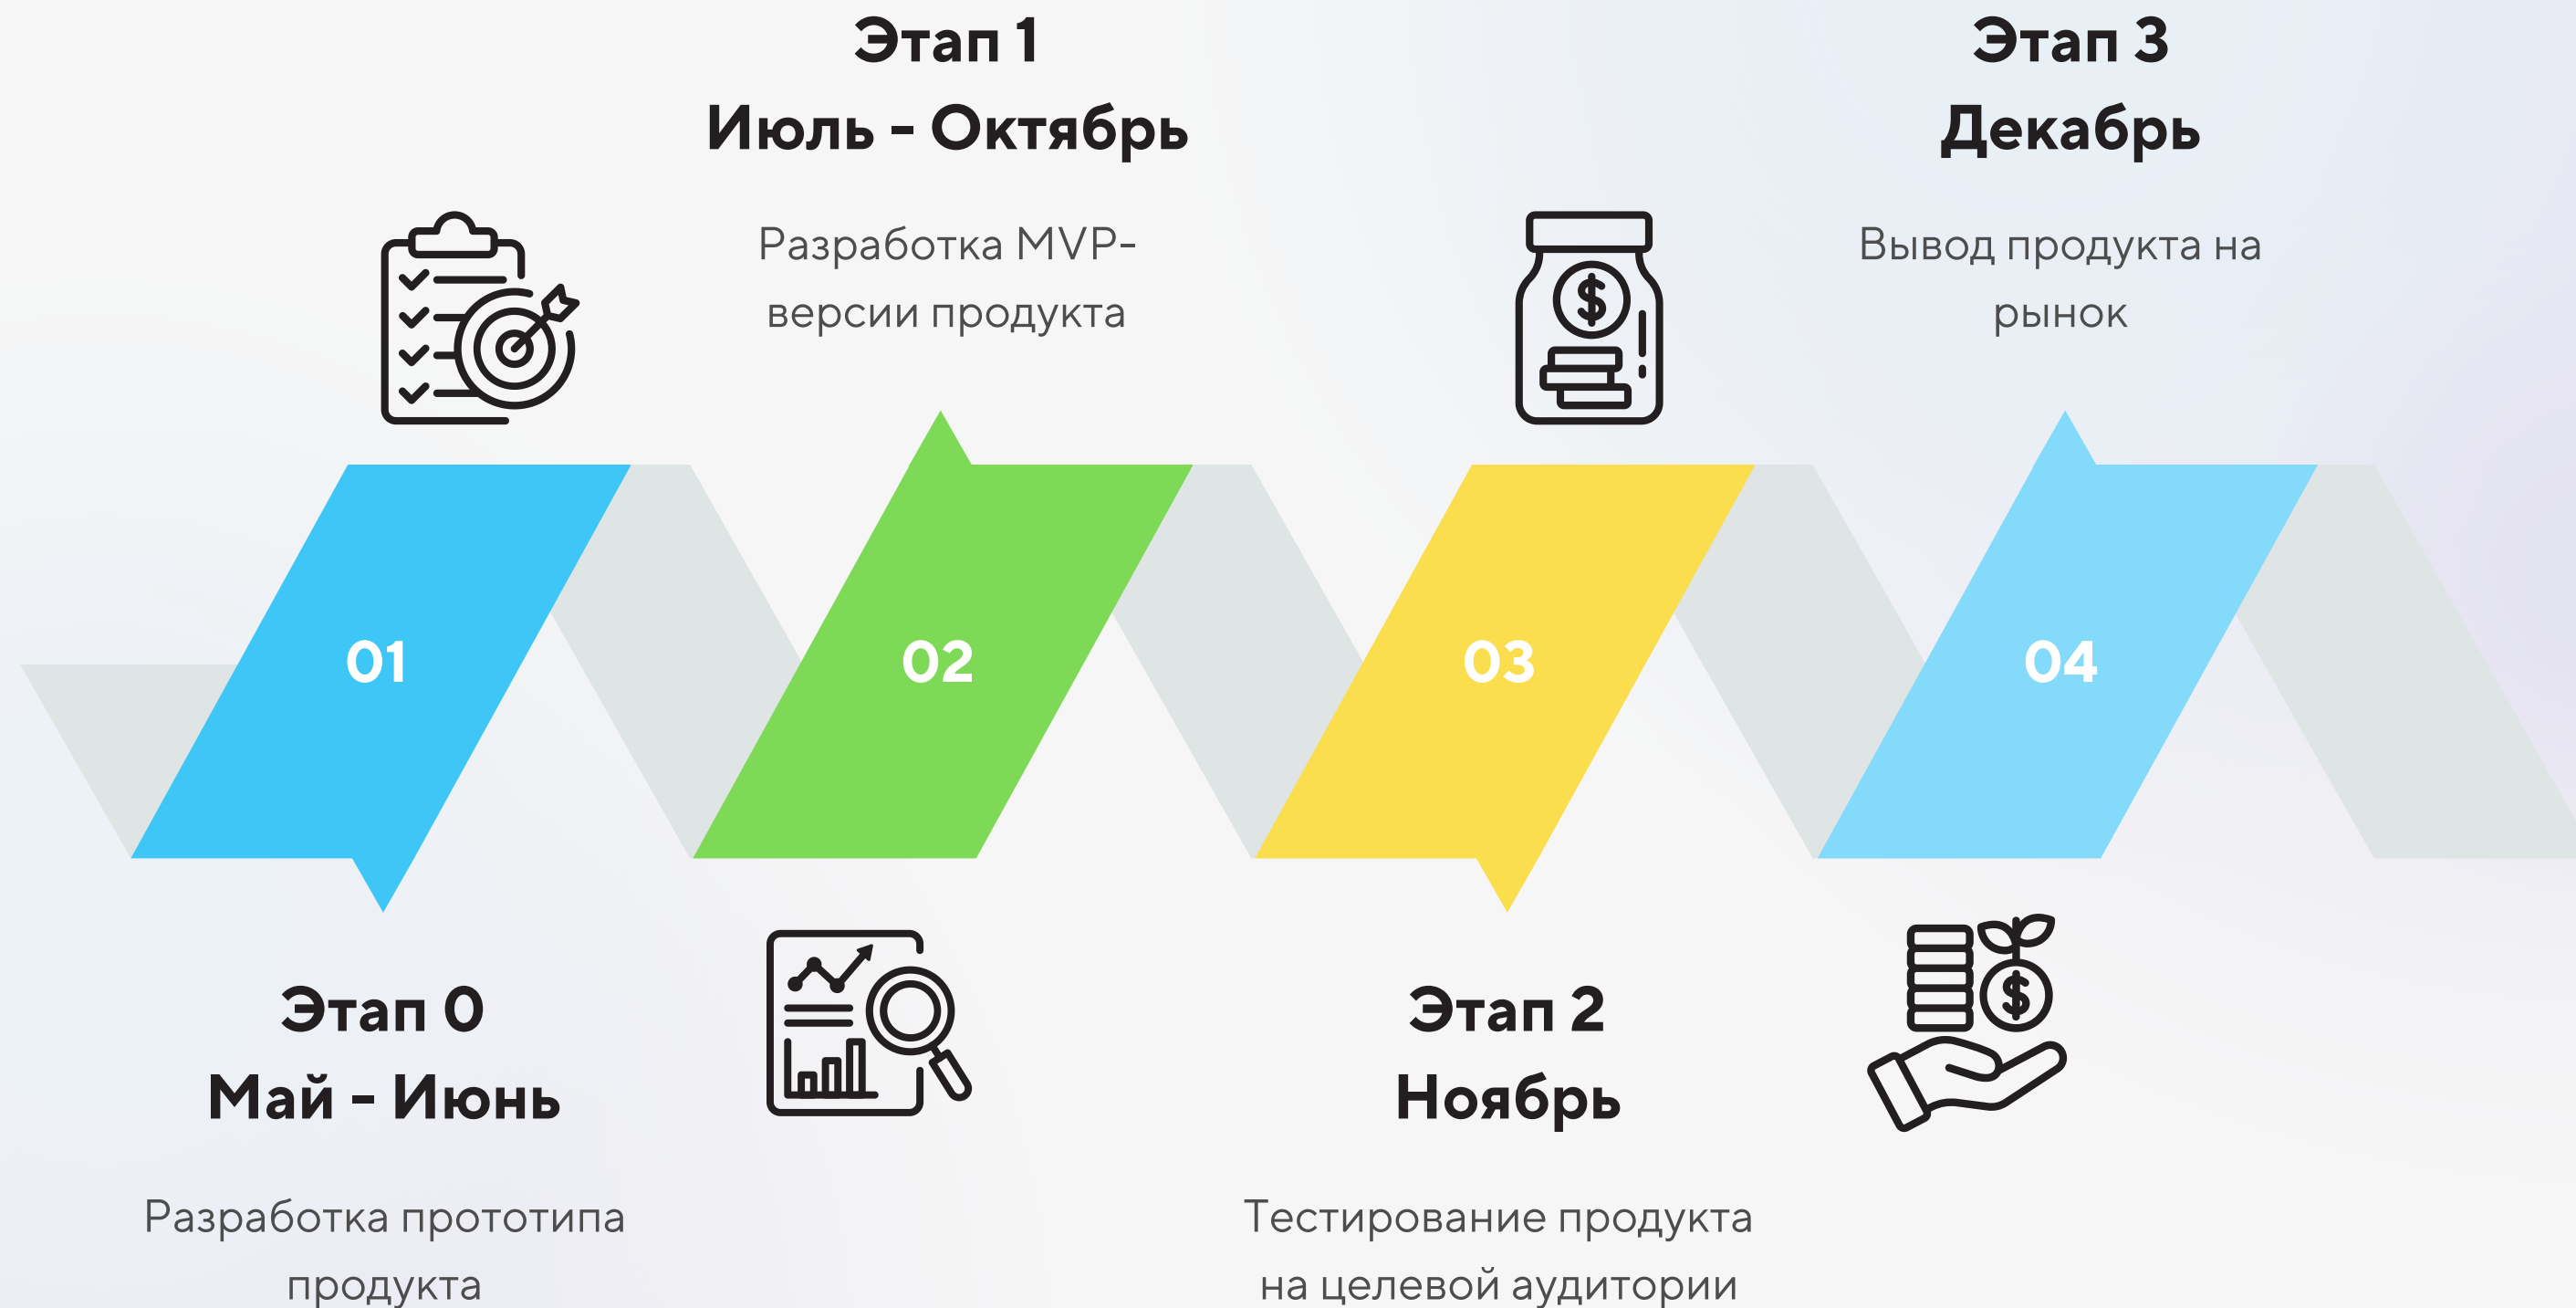 Этап 1
Июль - Октябрь
Разработка MVP-
версии продукта
Этап 3
Декабрь
Вывод продукта на
рынок
$
01
02
03
04
Этап 0
Май - Июнь
Разработка прототипа
продукта
Этап 2
Ноябрь
Тестирование продукта
на целевой аудитории
$